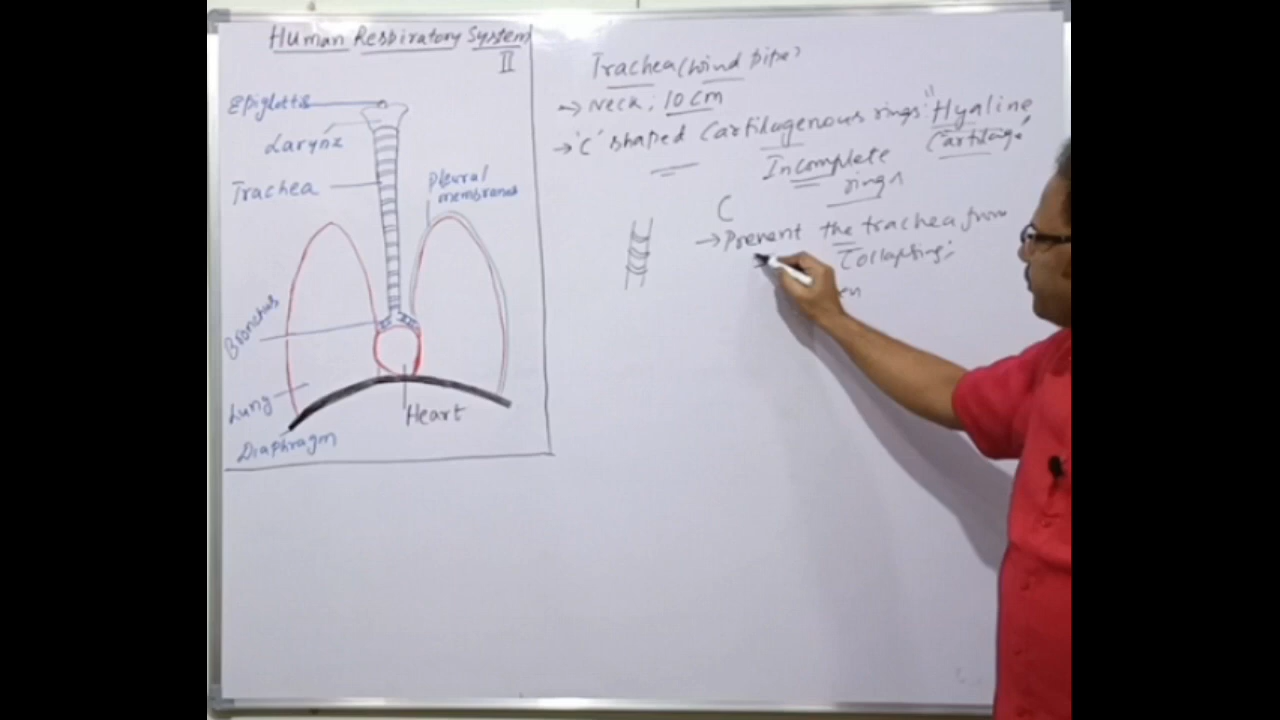 Human Respiratory System
II
Epiglottis
Larynx
Trachea
Pleural
membranes
Bronchus
Lung
Diaphragm
Heart
Trachea (Wind pipe)
→ Neck; 10 cm
→ 'C' shaped Cartilagenous rings "Hyaline
Cartilage"
Incomplete
rings
C
→ Prevent the trachea from
Collapsing;